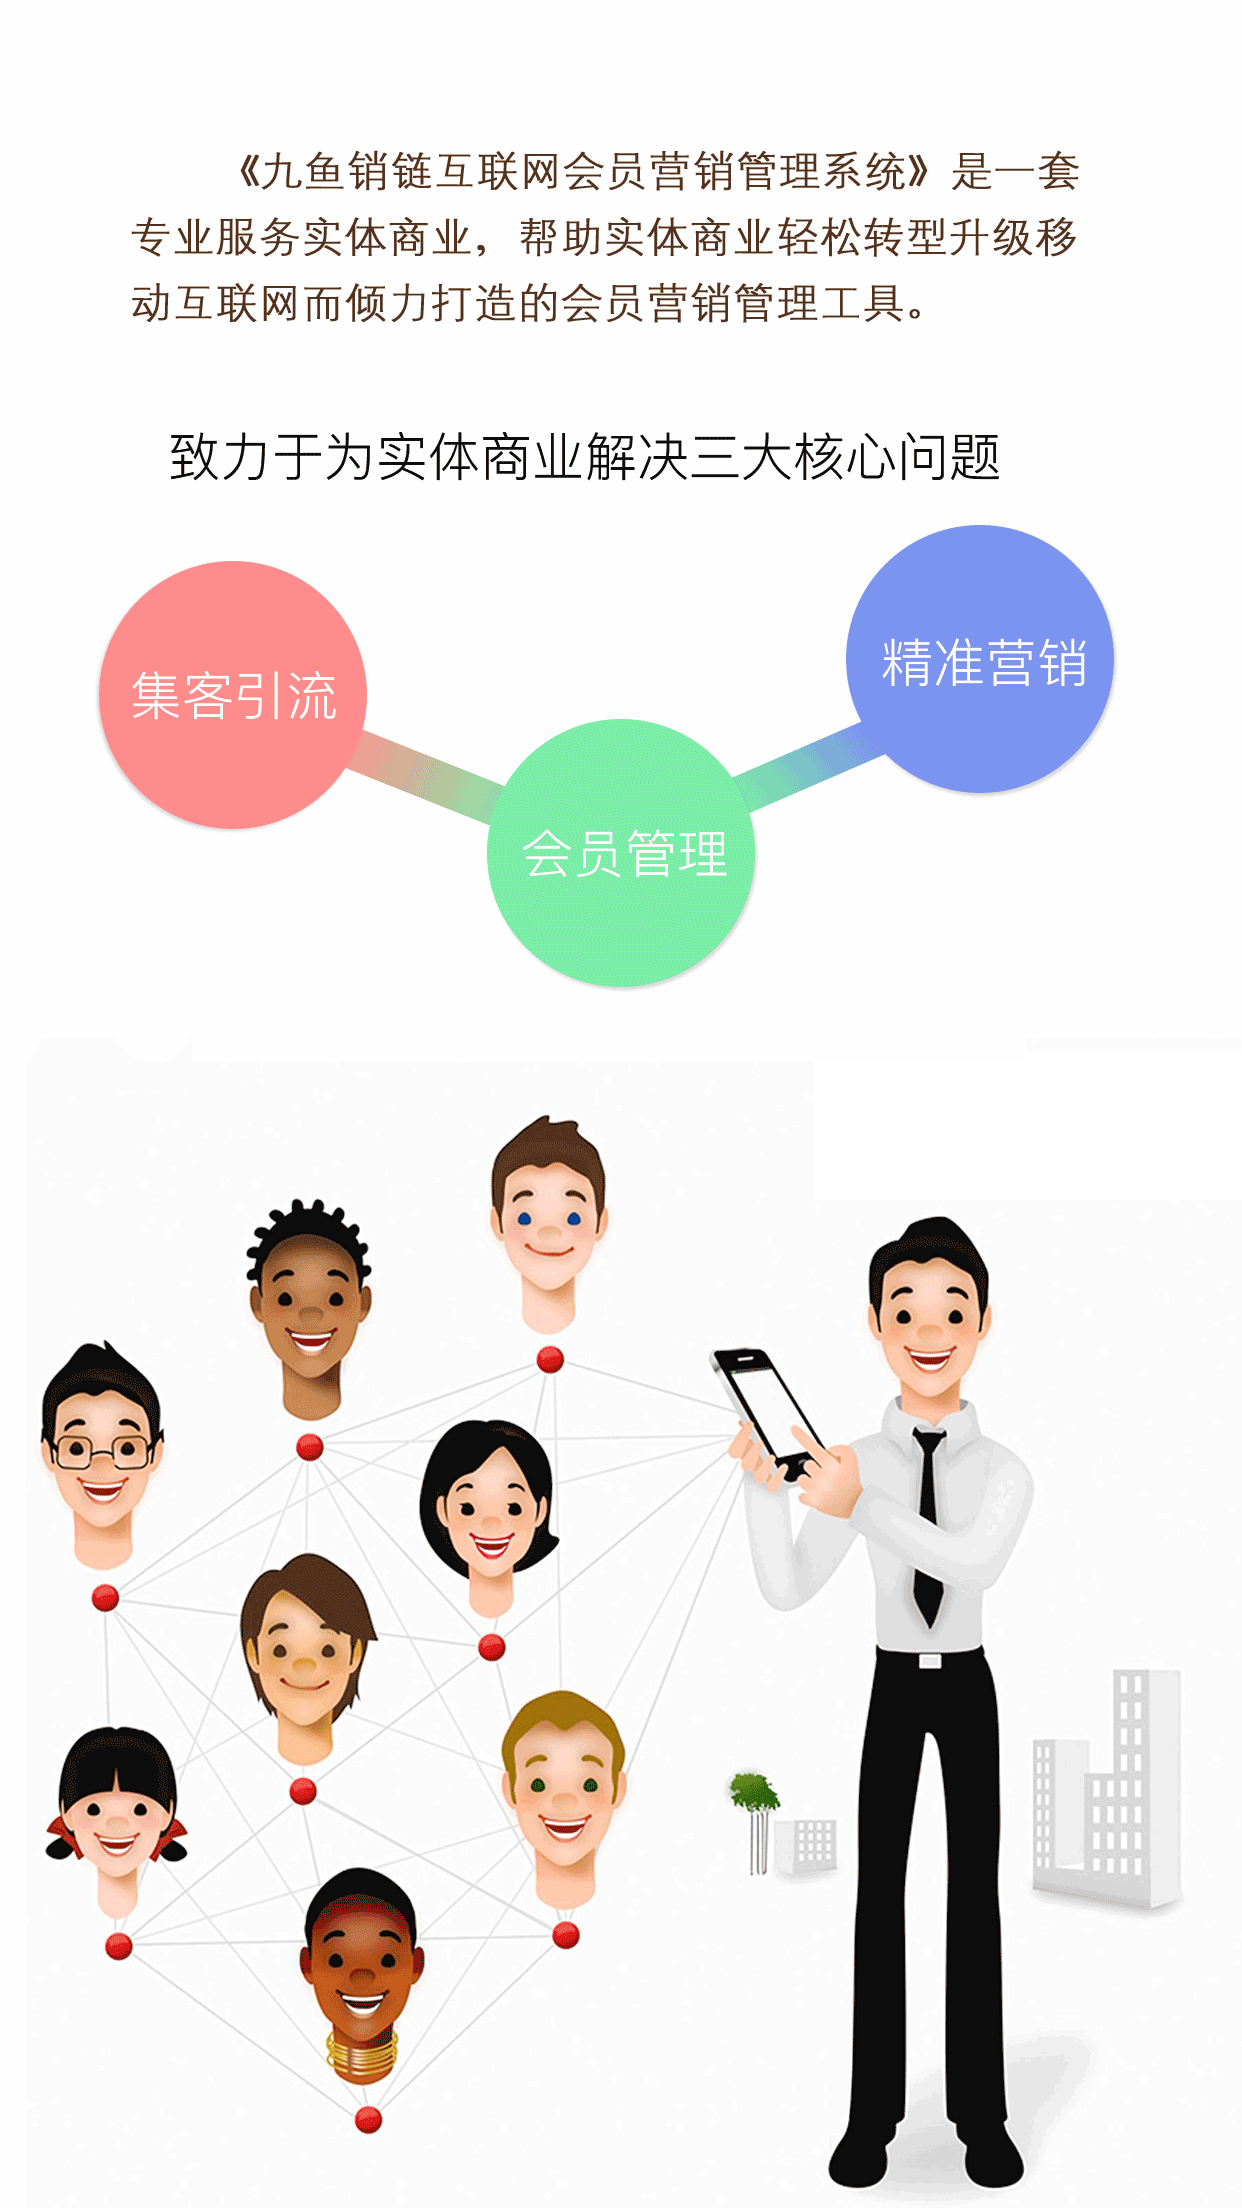 《九鱼销链互联网会员营销管理系统》是一套
专业服务实体商业，帮助实体商业轻松转型升级移
动互联网而倾力打造的会员营销管理工具。
致力于为实体商业解决三大核心问题
集客引流
会员管理
精准营销